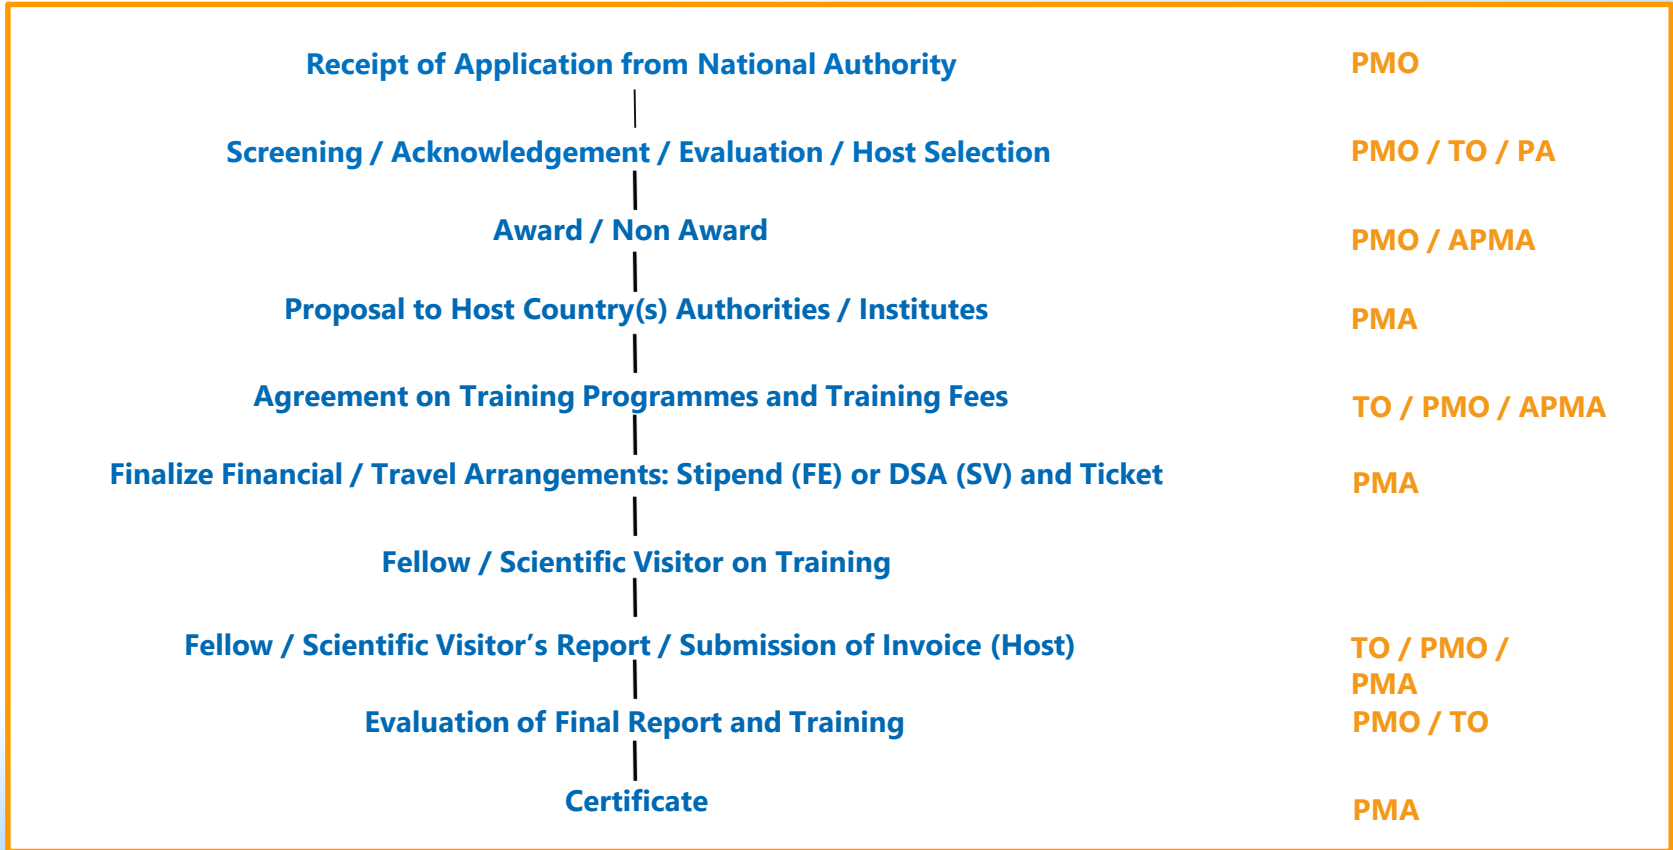 Receipt of Application from National Authority PMO
Screening / Acknowledgement / Evaluation / Host Selection PMO / TO / PA
Award / Non Award PMO / APMA
Proposal to Host Country(s) Authorities / Institutes PMA
Agreement on Training Programmes and Training Fees TO / PMO / APMA
Finalize Financial / Travel Arrangements: Stipend (FE) or DSA (SV) and Ticket PMA
Fellow / Scientific Visitor on Training
Fellow / Scientific Visitor’s Report / Submission of Invoice (Host) TO / PMO /
PMA
Evaluation of Final Report and Training PMO / TO
Certificate PMA